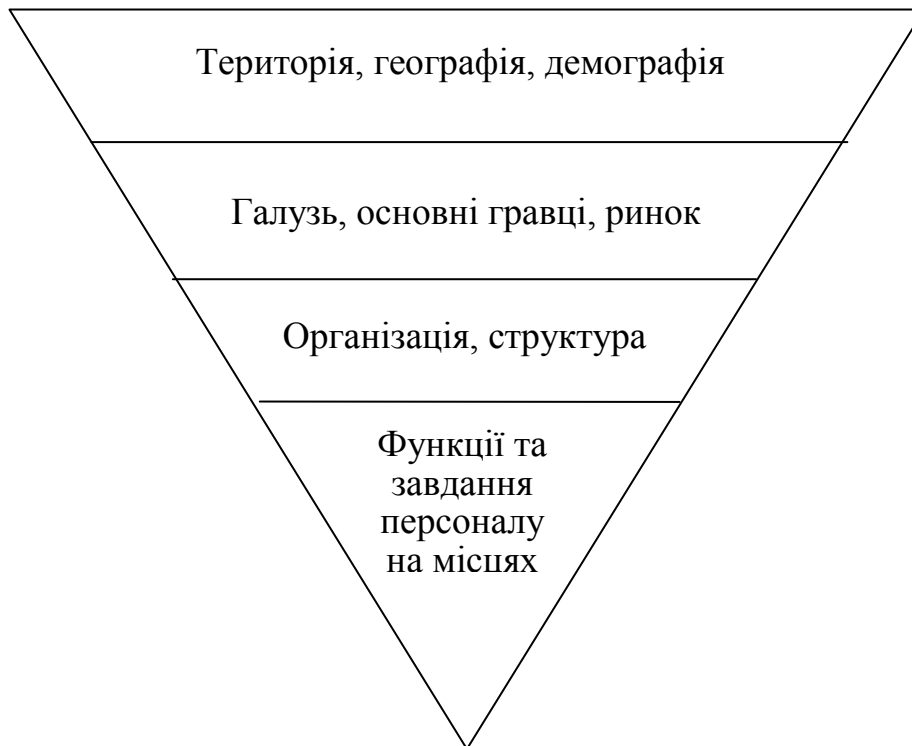 Територія, географія, демографія
Галузь, основні гравці, ринок
Організація, структура
Функції та
завдання
персоналу
на місцях